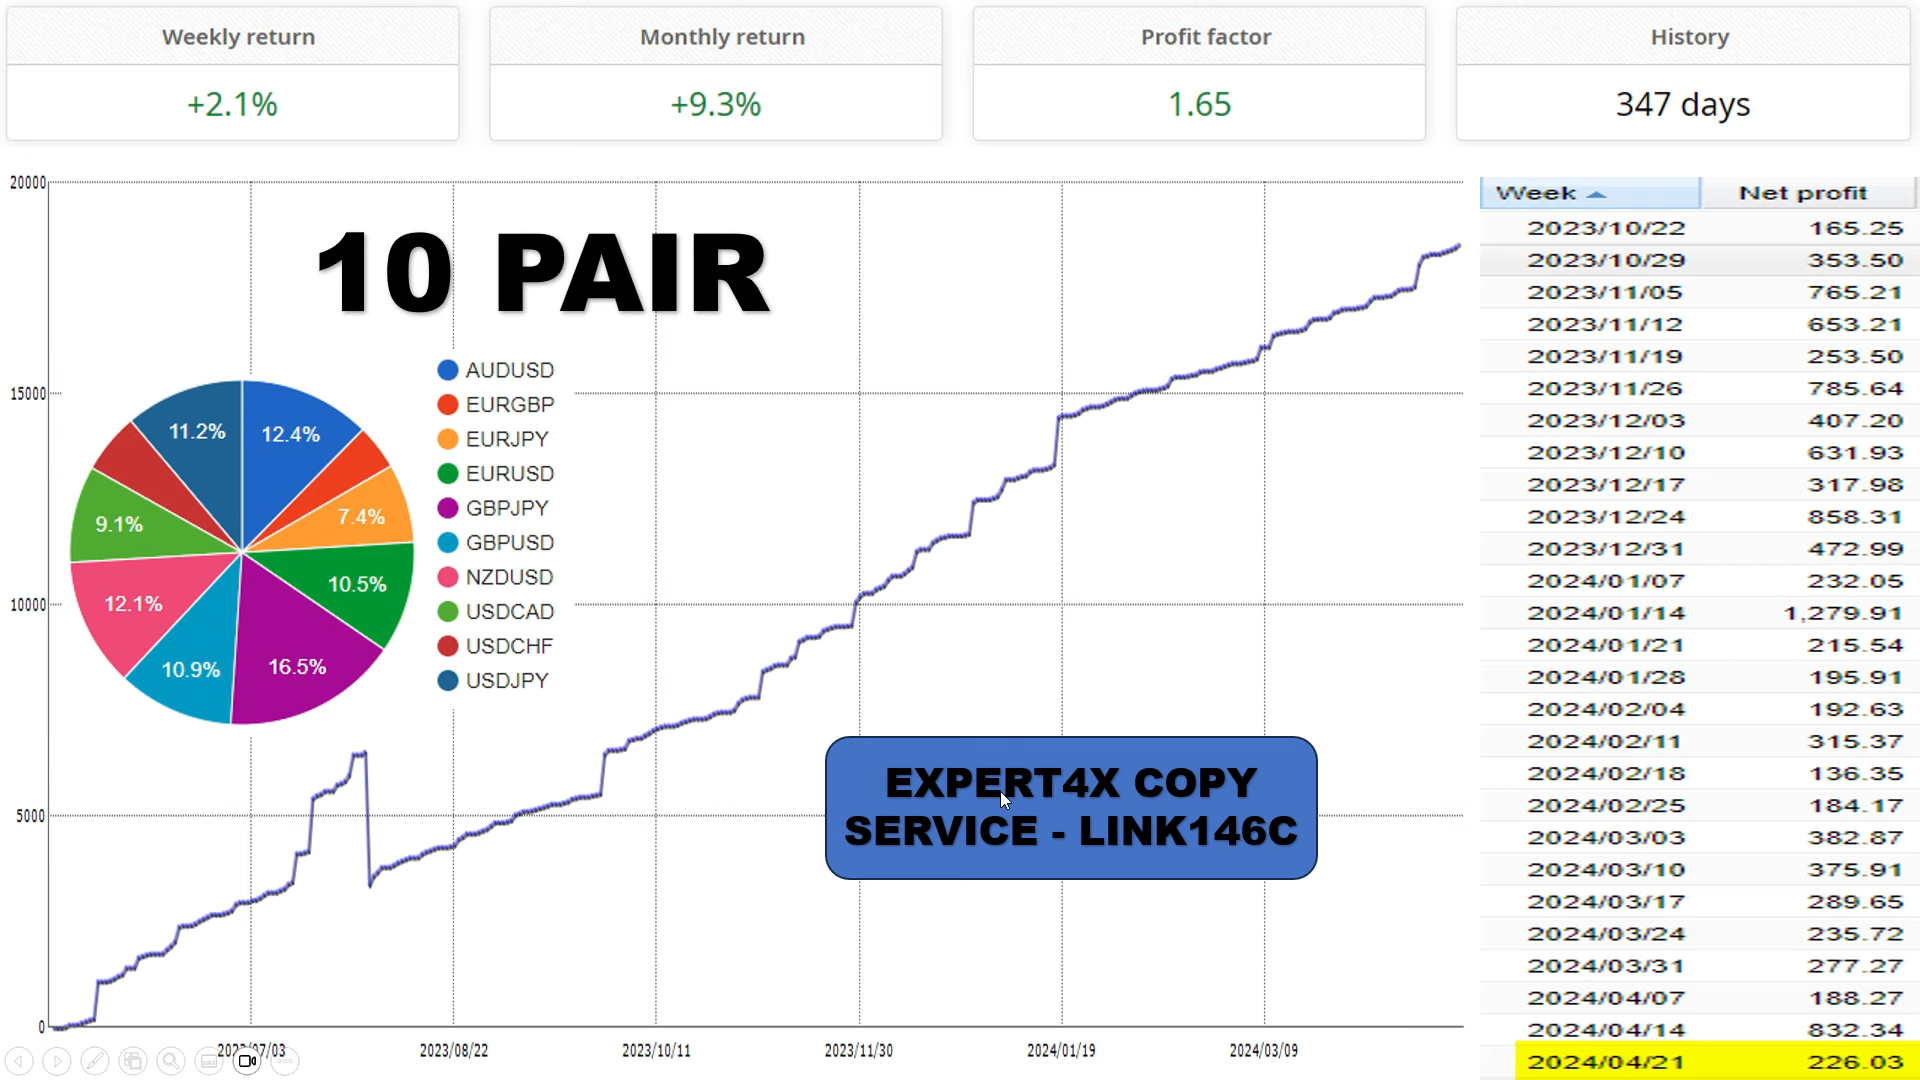 Weekly return
+2.1%
Monthly return
+9.3%
Profit factor
1.65
History
347 days
20000
15000
10000
5000
0
10 PAIR
11.2%
12.4%
7.4%
9.1%
10.5%
12.1%
10.9%
16.5%
AUDUSD
EURGBP
EURJPY
EURUSD
GBPJPY
GBPUSD
NZDUSD
USDCAD
USDCHF
USDJPY
EXPERT4X COPY
SERVICE - LINK146C
2023/08/22
2023/10/11
2023/11/30
2024/01/19
2024/03/09
Week Net profit
2023/10/22 165.25
2023/10/29 353.50
2023/11/05 765.21
2023/11/12 653.21
2023/11/19 253.50
2023/11/26 785.64
2023/12/03 407.20
2023/12/10 631.93
2023/12/17 317.98
2023/12/24 858.31
2023/12/31 472.99
2024/01/07 232.05
2024/01/14 1,279.91
2024/01/21 215.54
2024/01/28 195.91
2024/02/04 192.63
2024/02/11 315.37
2024/02/18 136.35
2024/02/25 184.17
2024/03/03 382.87
2024/03/10 375.91
2024/03/17 289.65
2024/03/24 235.72
2024/03/31 277.27
2024/04/07 188.27
2024/04/14 832.34
2024/04/21 226.03